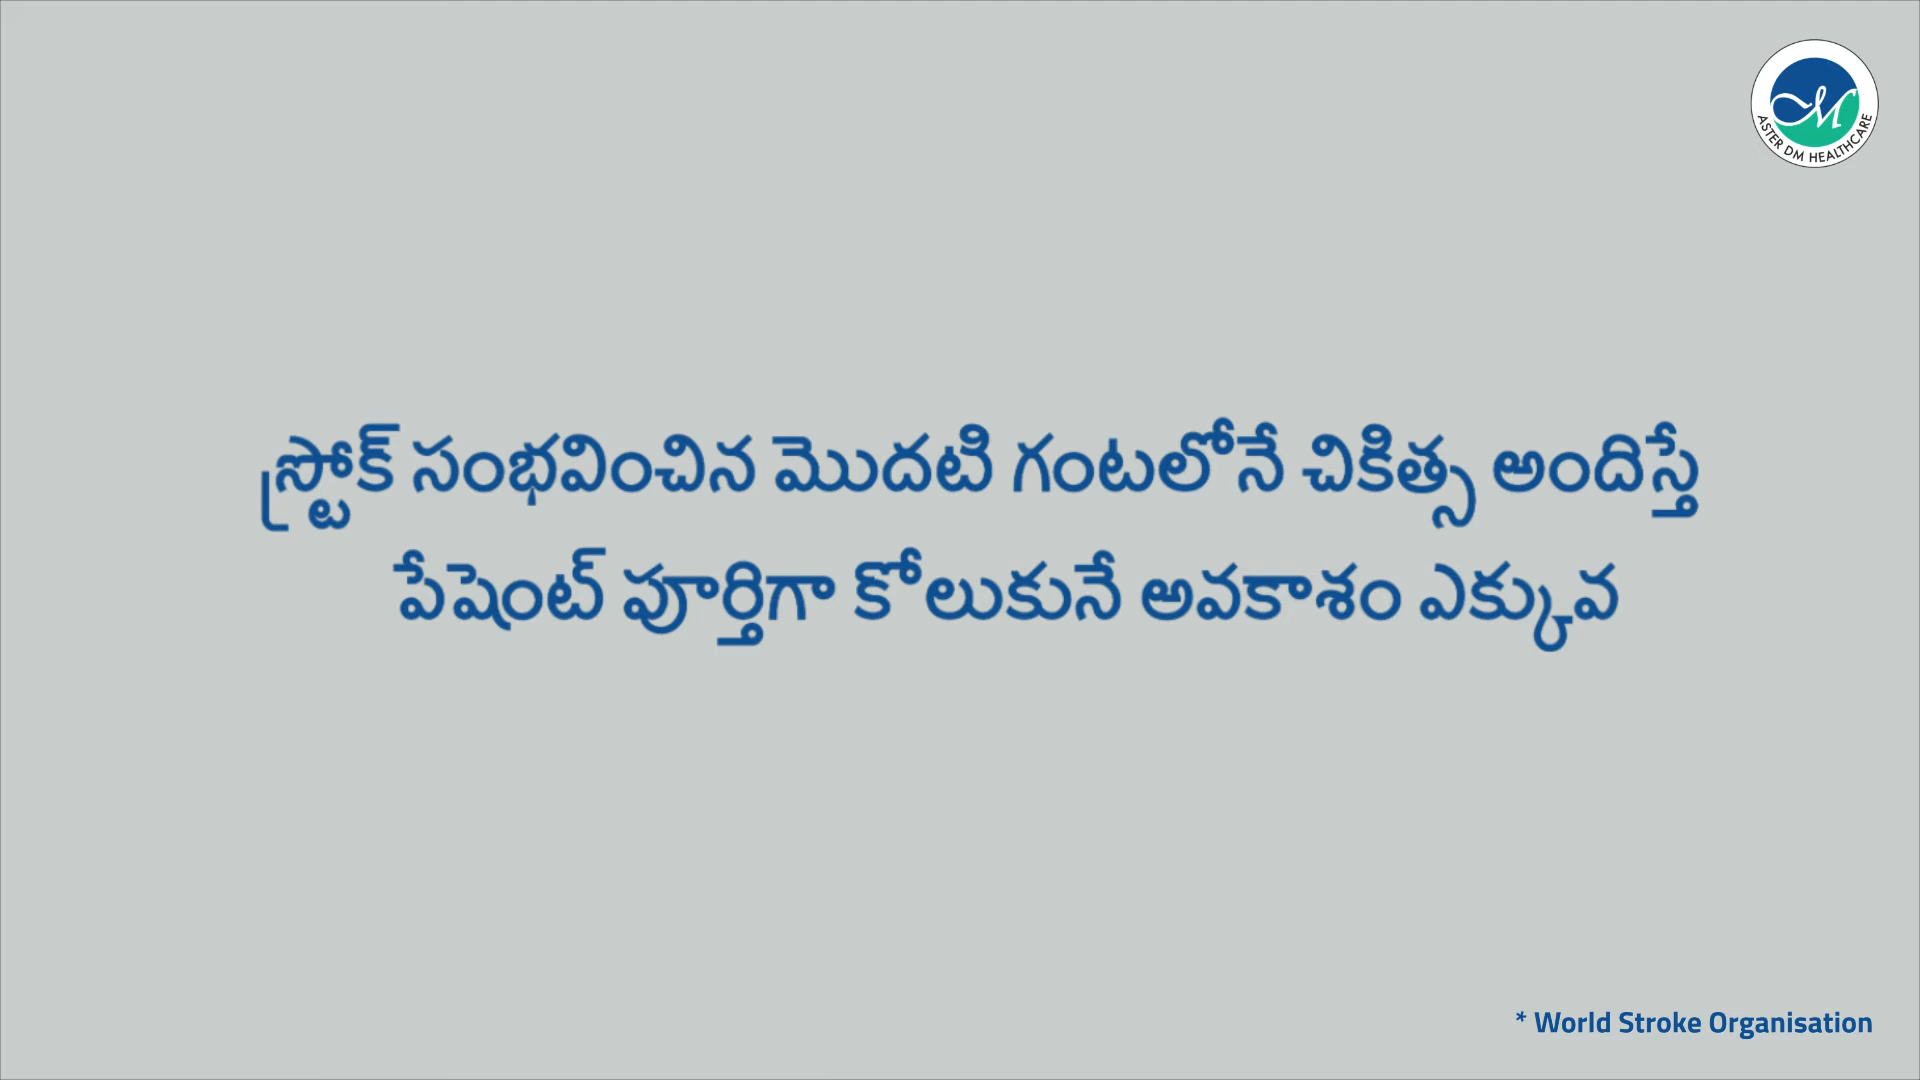 ASTER DM HEALTHCARE
స్ట్రోక్ సంభవించిన మొదటి గంటలోనే చికిత్స అందిస్తే
పేషెంట్ పూర్తిగా కోలుకునే అవకాశం ఎక్కువ
* World Stroke Organisation